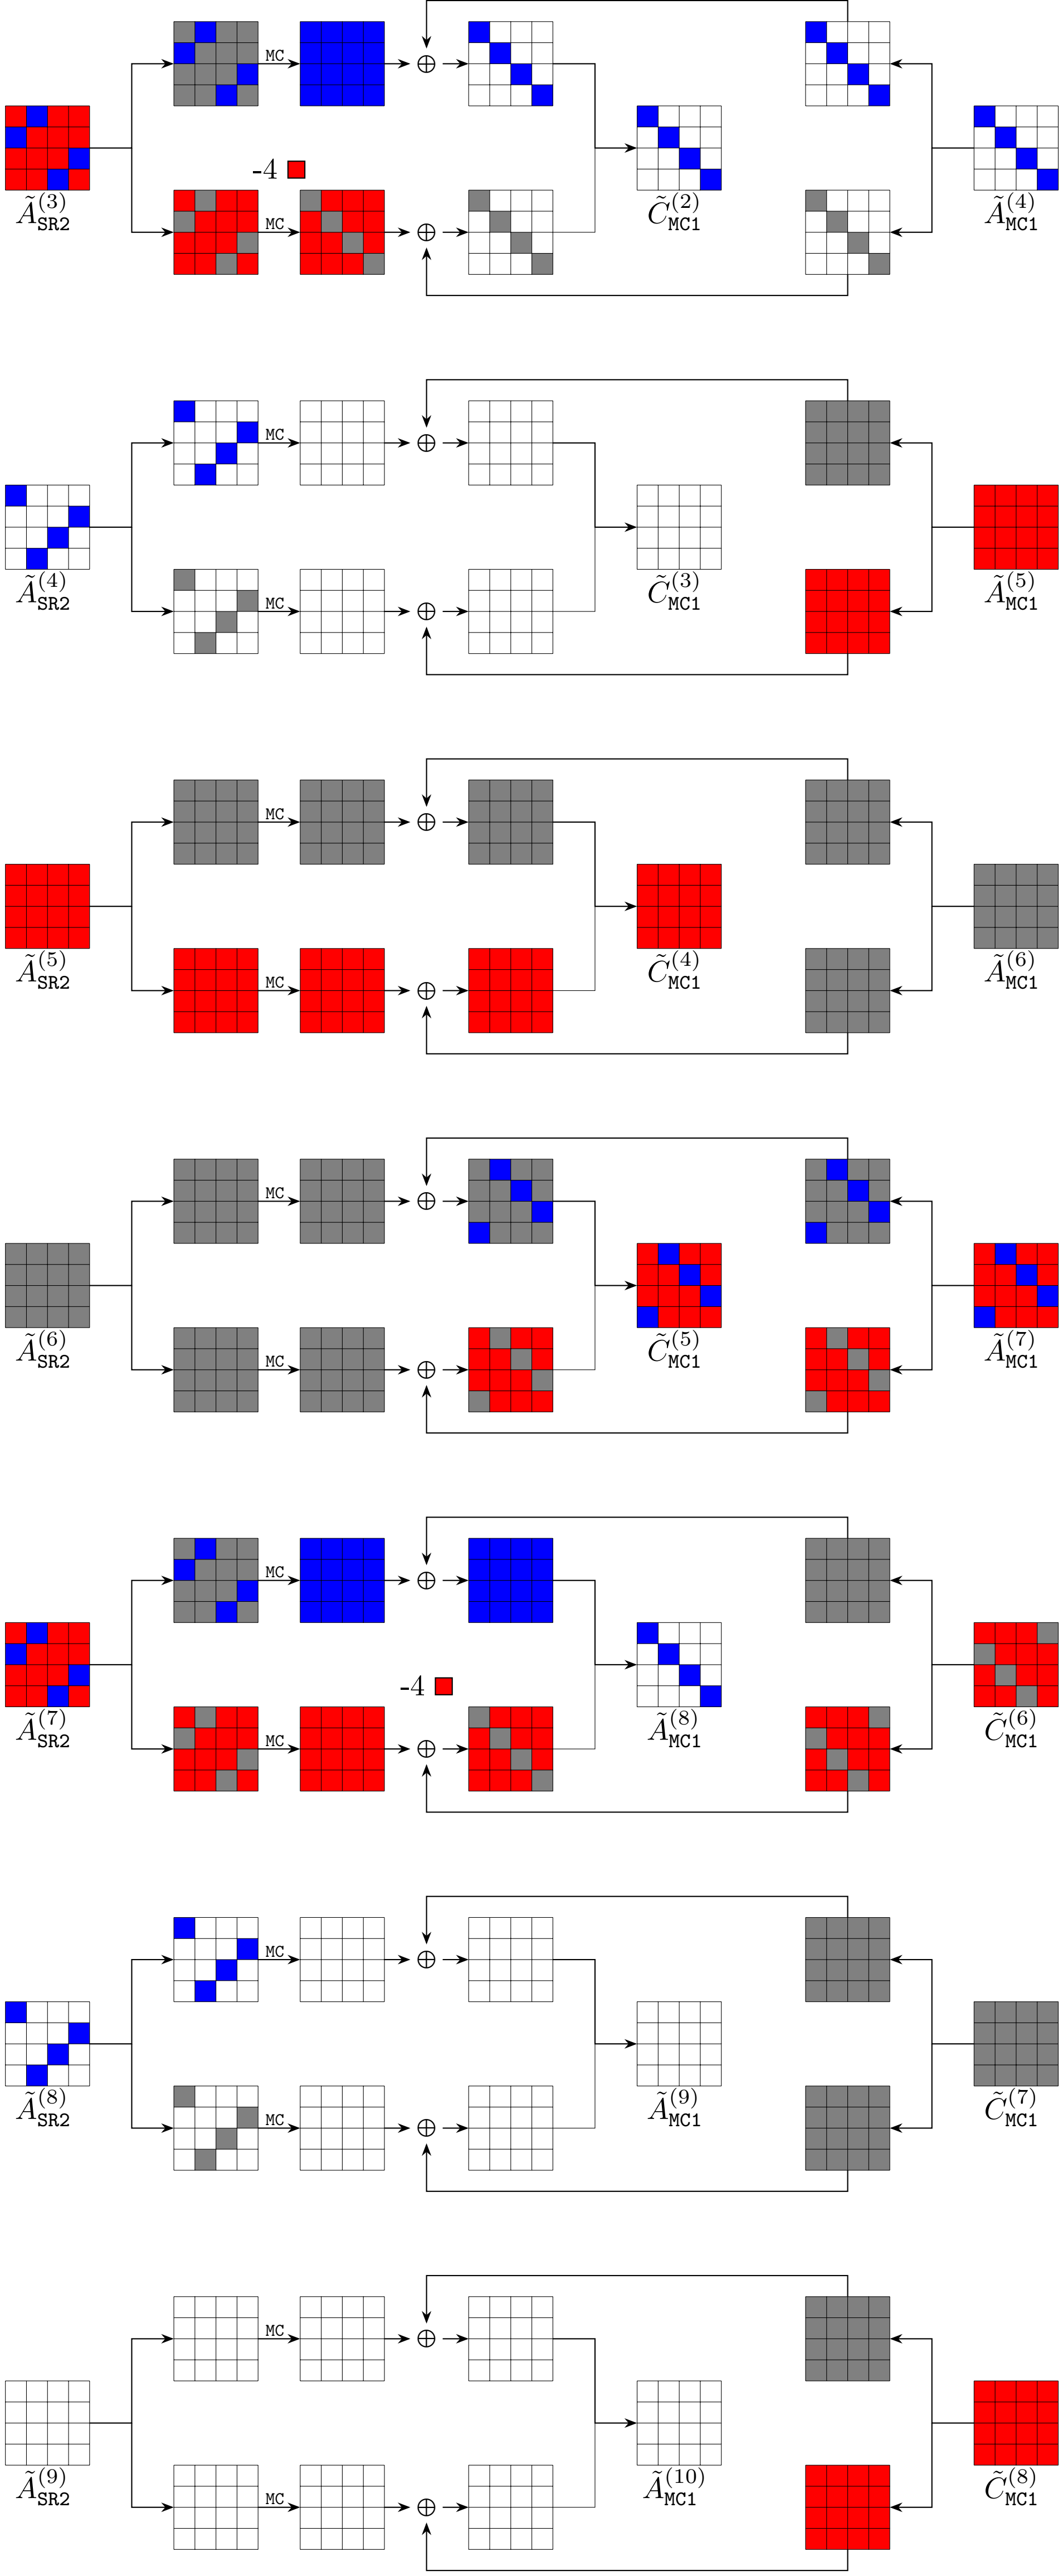 MC
-4
MC
Ã^{(3)}_{SR2} C̃^{(2)}_{MC1} Ã^{(4)}_{MC1}
MC
MC
Ã^{(4)}_{SR2} C̃^{(3)}_{MC1} Ã^{(5)}_{MC1}
MC
MC
Ã^{(5)}_{SR2} C̃^{(4)}_{MC1} Ã^{(6)}_{MC1}
MC
MC
Ã^{(6)}_{SR2} C̃^{(5)}_{MC1} Ã^{(7)}_{MC1}
MC
MC
-4
Ã^{(7)}_{SR2} Ã^{(8)}_{MC1} C̃^{(6)}_{MC1}
MC
MC
Ã^{(8)}_{SR2} Ã^{(9)}_{MC1} C̃^{(7)}_{MC1}
MC
MC
Ã^{(9)}_{SR2} Ã^{(10)}_{MC1} C̃^{(8)}_{MC1}
MC